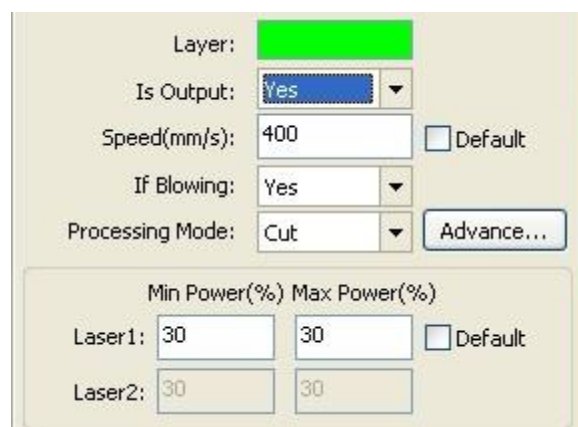 Layer:
Is Output: Yes
Speed(mm/s): 400 Default
If Blowing: Yes
Processing Mode: Cut Advance...
Min Power(%) Max Power(%)
Laser1: 30 30 Default
Laser2: 30 30